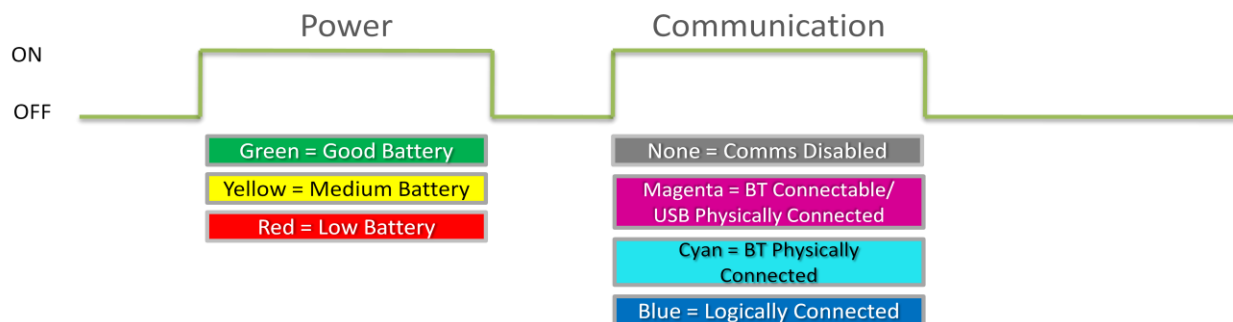 Power
Communication
ON
OFF
Green = Good Battery
Yellow = Medium Battery
Red = Low Battery
None = Comms Disabled
Magenta = BT Connectable/
USB Physically Connected
Cyan = BT Physically
Connected
Blue = Logically Connected